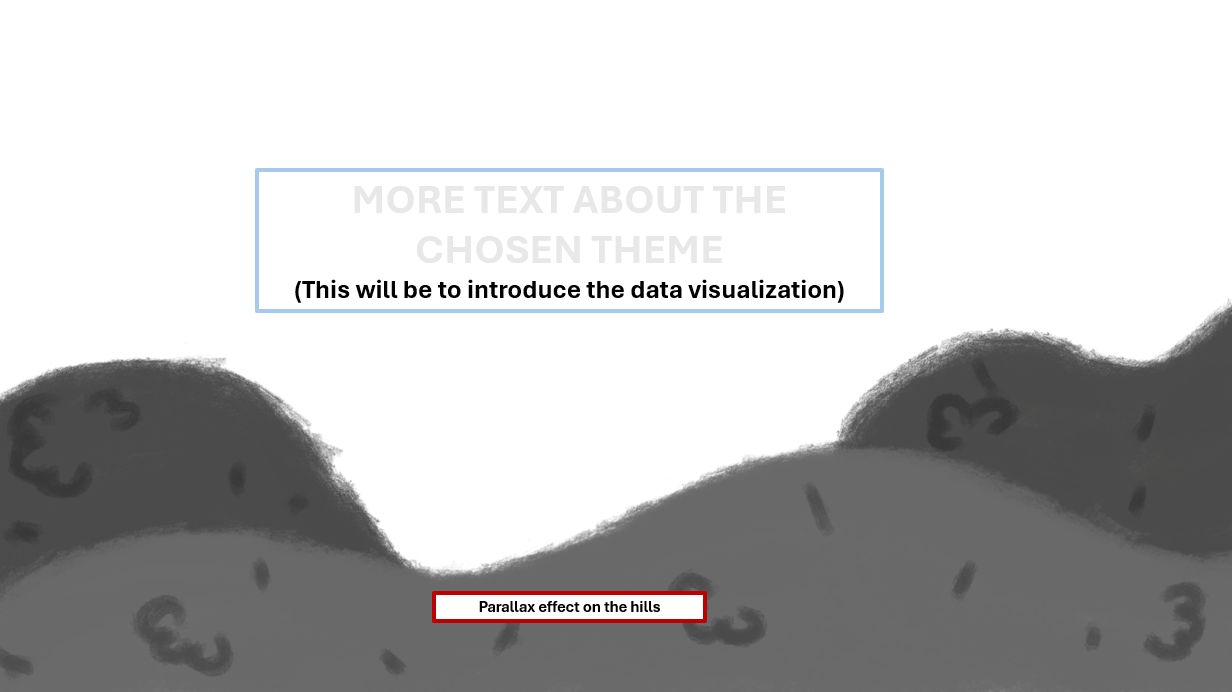 MORE TEXT ABOUT THE
CHOSEN THEME
(This will be to introduce the data visualization)
Parallax effect on the hills